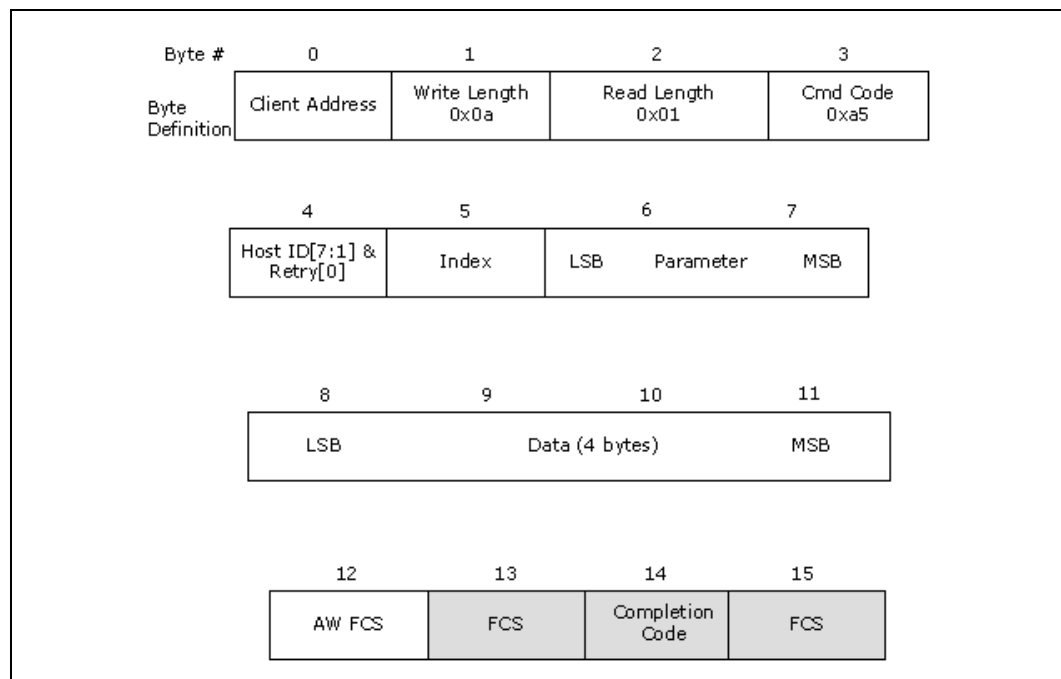 Byte # 0 1 2 3
Byte Definition
Client Address
Write Length
0x0a
Read Length
0x01
Cmd Code
0xa5
4 5 6 7
Host ID[7:1] &
Retry[0]
Index
LSB Parameter MSB
8 9 10 11
LSB Data (4 bytes) MSB
12 13 14 15
AW FCS
FCS
Completion
Code
FCS